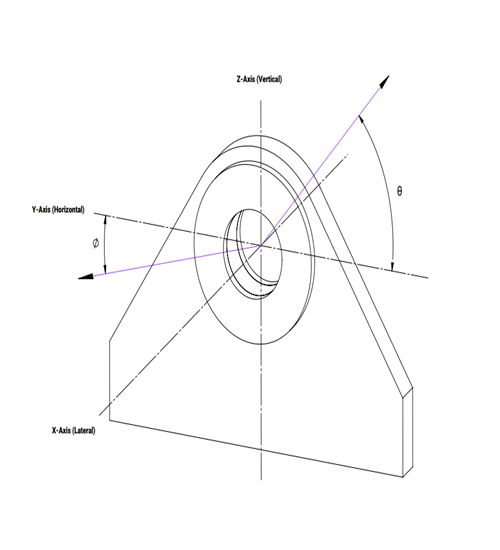 Z-Axis (Vertical)
θ
Y-Axis (Horizontal)
ϕ
X-Axis (Lateral)